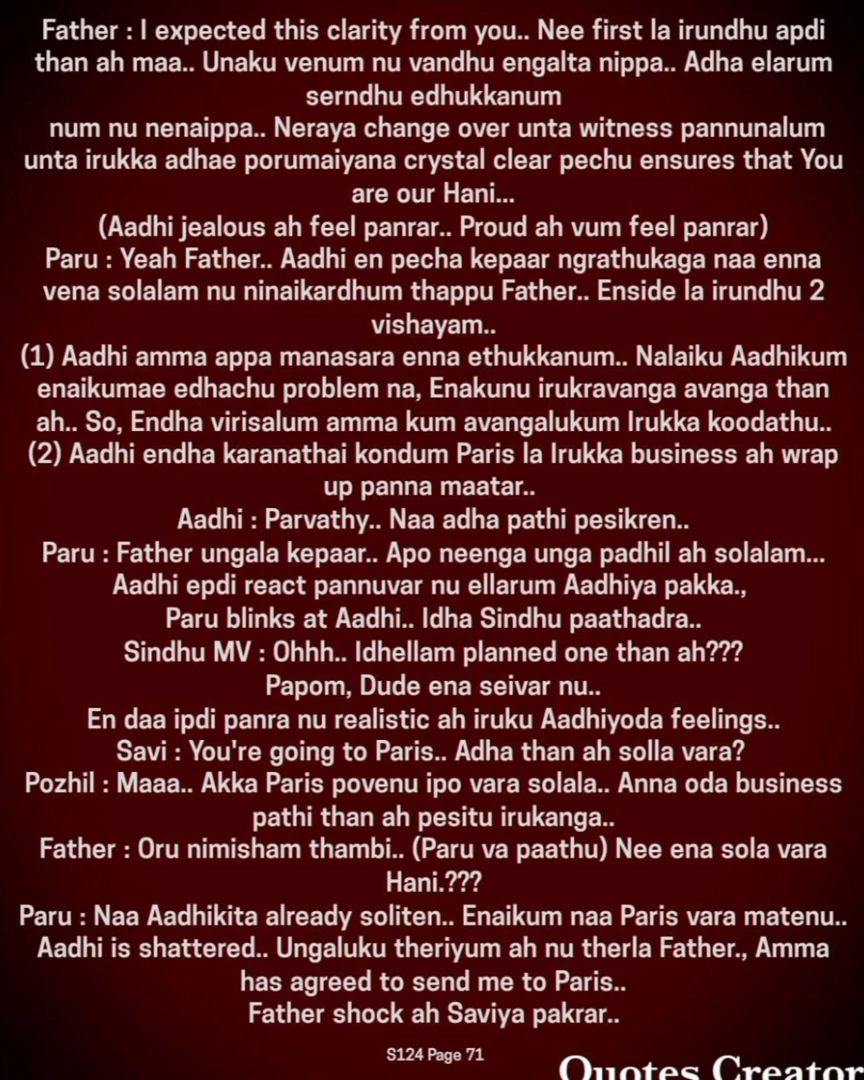 Father : I expected this clarity from you.. Nee first la irundhu apdi
than ah maa.. Unaku venum nu vandhu engalta nippa.. Adha elarum
serndhu edhukkanum
num nu nenaippa.. Neraya change over unta witness pannunalum
unta irukka adhae porumaiyana crystal clear pechu ensures that You
are our Hani...
(Aadhi jealous ah feel panrar.. Proud ah vum feel panrar)
Paru : Yeah Father.. Aadhi en pecha kepaar ngrathukaga naa enna
vena solalam nu ninaikardhum thappu Father.. Enside la irundhu 2
vishayam..
(1) Aadhi amma appa manasara enna ethukkanum.. Nalaiku Aadhikum
enaikumae edhachu problem na, Enakunu irukravanga avanga than
ah.. So, Endha virisalum amma kum avangalukum Irukka koodathu..
(2) Aadhi endha karanathai kondum Paris la Irukka business ah wrap
up panna maatar..
Aadhi : Parvathy.. Naa adha pathi pesikren..
Paru : Father ungala kepaar.. Apo neenga unga padhil ah solalam...
Aadhi epdi react pannuvar nu ellarum Aadhiya pakka.,
Paru blinks at Aadhi.. Idha Sindhu paathadra..
Sindhu MV : Ohhh.. Idhellam planned one than ah???
Papom, Dude ena seivar nu..
En daa ipdi panra nu realistic ah iruku Aadhiyoda feelings..
Savi : You're going to Paris.. Adha than ah solla vara?
Pozhil : Maaa.. Akka Paris povenu ipo vara solala.. Anna oda business
pathi than ah pesitu irukanga..
Father : Oru nimisham thambi.. (Paru va paathu) Nee ena sola vara
Hani.???
Paru : Naa Aadhikita already soliten.. Enaikum naa Paris vara matenu..
Aadhi is shattered.. Ungaluku theriyum ah nu therla Father., Amma
has agreed to send me to Paris..
Father shock ah Saviya pakrar..
S124 Page 71
Quotes Creator